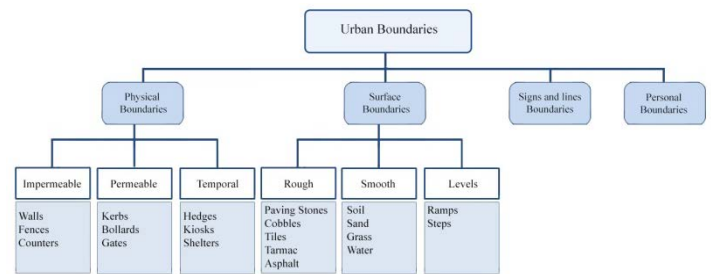 Urban Boundaries
Physical
Boundaries
Surface
Boundaries
Signs and lines
Boundaries
Personal
Boundaries
Impermeable
Permeable
Temporal
Rough
Smooth
Levels
Walls
Fences
Counters
Kerbs
Bollards
Gates
Hedges
Kiosks
Shelters
Paving Stones
Cobbles
Tiles
Tarmac
Asphalt
Soil
Sand
Grass
Water
Ramps
Steps